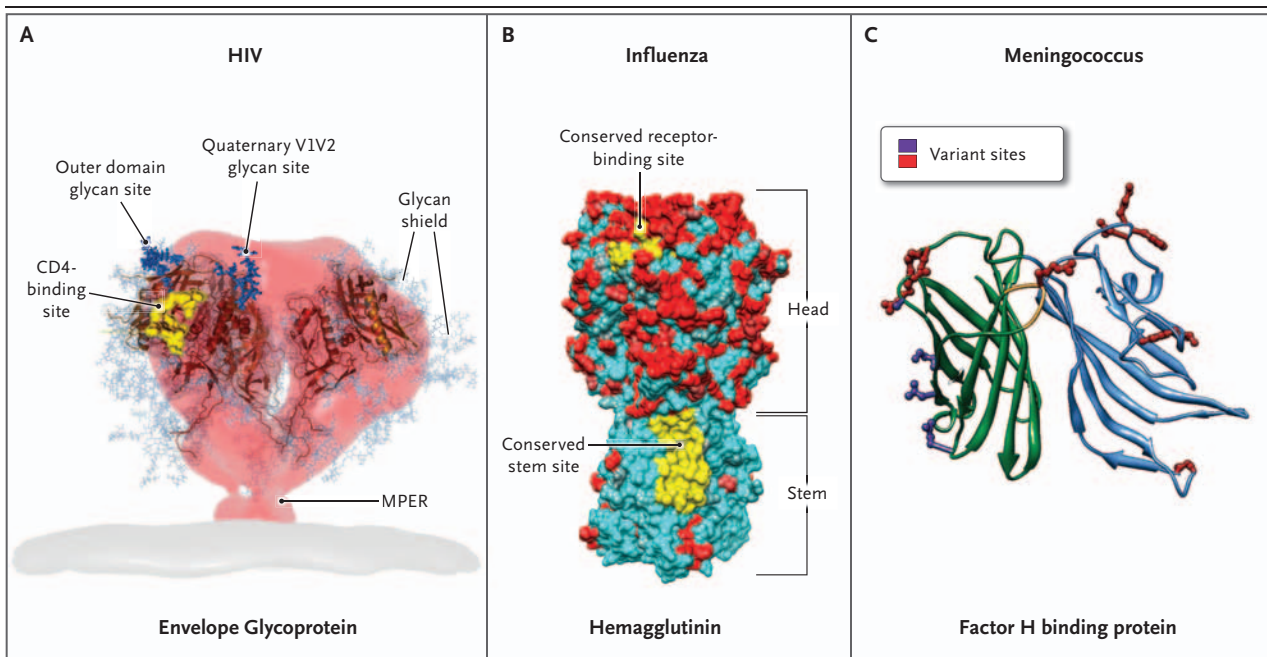 A
HIV
Outer domain
glycan site
Quaternary V1V2
glycan site
Glycan
shield
CD4-
binding
site
MPER
Envelope Glycoprotein
B
Influenza
Conserved receptor-
binding site
Head
Conserved
stem site
Stem
Hemagglutinin
C
Meningococcus
Variant sites
Factor H binding protein